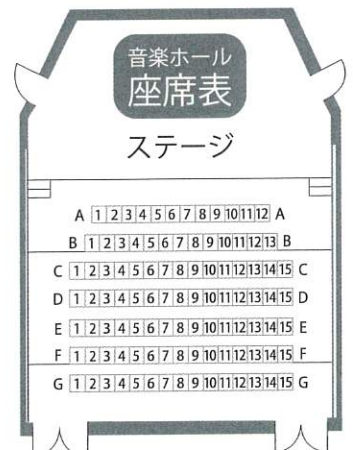 音楽ホール
座席表
ステージ
A 1 2 3 4 5 6 7 8 9 10 11 12 A
B 1 2 3 4 5 6 7 8 9 10 11 12 13 B
C 1 2 3 4 5 6 7 8 9 10 11 12 13 14 15 C
D 1 2 3 4 5 6 7 8 9 10 11 12 13 14 15 D
E 1 2 3 4 5 6 7 8 9 10 11 12 13 14 15 E
F 1 2 3 4 5 6 7 8 9 10 11 12 13 14 15 F
G 1 2 3 4 5 6 7 8 9 10 11 12 13 14 15 G